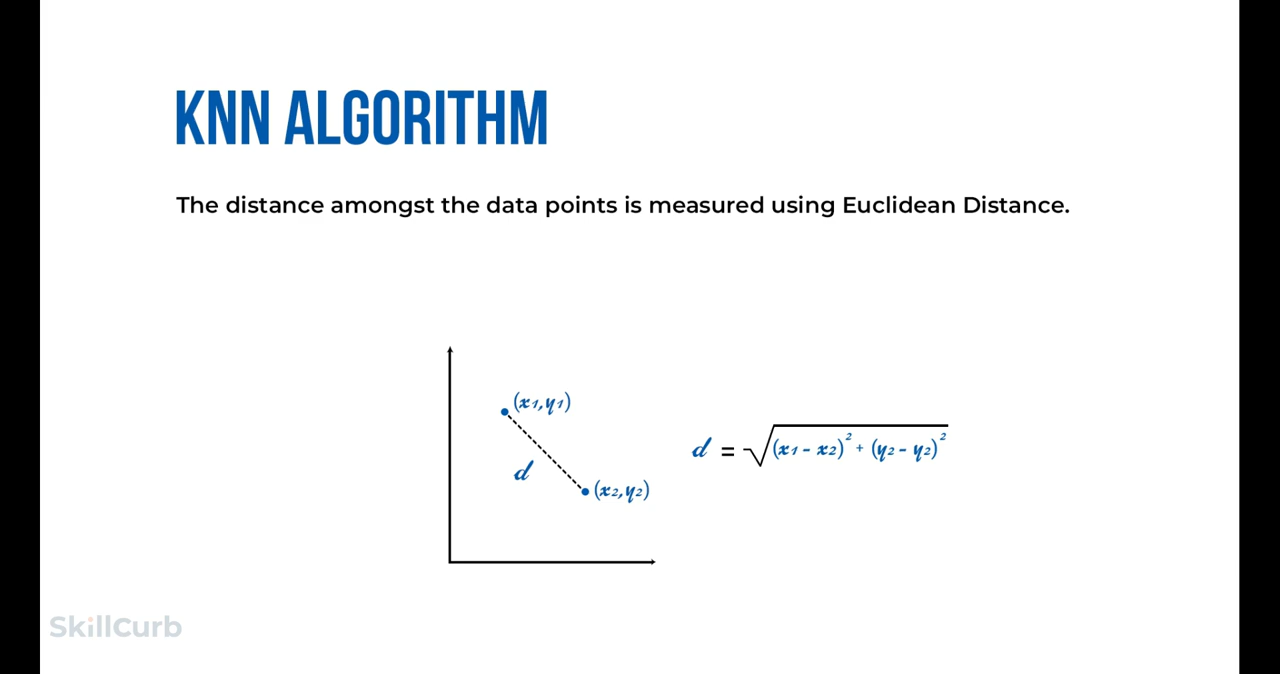 KNN ALGORITHM
The distance amongst the data points is measured using Euclidean Distance.
(x1,y1)
d
(x2,y2)
d = √(x1 - x2)² + (y2 - y2)²
SkillCurb